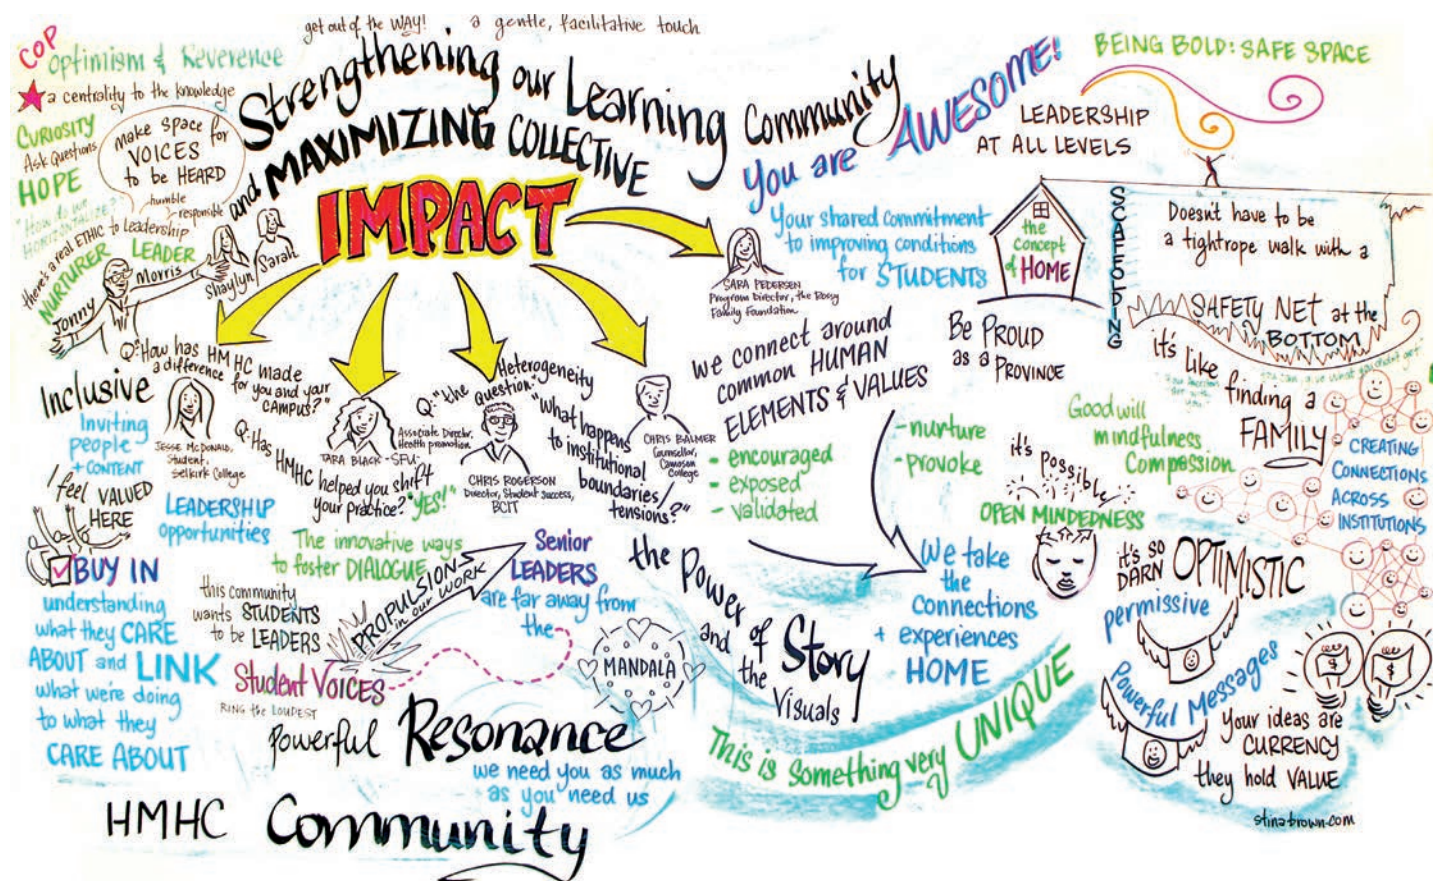 get out of the WAY!
a gentle, facilitative touch
COP
Optimism & Reverence
a centrality to the knowledge
CURIOSITY
Ask Questions
HOPE
"How do we
HORIZONTALIZE?"
make space for
VOICES
to be HEARD
humble
responsible
there's a real ETHIC to leadership
NURTURER
LEADER
Jonny
Morris
Shaylyn
Sarah
Strengthening our Learning Community
and MAXIMIZING COLLECTIVE
IMPACT
You are AWESOME!
Your shared commitment
to improving conditions
for STUDENTS
SARA PEDERSEN
Program Director, the Rossy
Family Foundation
BEING BOLD: SAFE SPACE
LEADERSHIP
AT ALL LEVELS
the
concept
of HOME
SCAFFOLDING
Doesn't have to be
a tightrope walk with a
SAFETY NET at the
BOTTOM
Be PROUD
as a PROVINCE
it's like
finding a
FAMILY
CREATING
CONNECTIONS
ACROSS
INSTITUTIONS
Q: "How has HMHC made
a difference
for you and your
CAMPUS?"
JESSE McDONALD,
Student,
Selkirk College
Q: Has
HMHC helped you shift
your practice?
"YES!"
TARA BLACK - SFU -
Associate Director,
Health promotion
Q: "the
Heterogeneity
Question."
CHRIS ROGERSON
Director, Student Success,
BCIT
"What happens
to institutional
boundaries/
tensions?"
CHRIS BALMER
Counsellor,
Camosun
College
we connect around
common HUMAN
ELEMENTS & VALUES
- encouraged
- exposed
- validated
- nurture
- provoke
Good will
mindfulness
Compassion
it's possible
OPEN MINDEDNESS
Inclusive
Inviting
people
+ CONTENT
I feel VALUED
HERE
LEADERSHIP
opportunities
BUY IN
understanding
what they CARE
ABOUT and LINK
what we're doing
to what they
CARE ABOUT
The innovative ways
to foster DIALOGUE
this community
wants STUDENTS
to be LEADERS
PROPULSIONS
in our WORK
Student VOICES
RING the LOUDEST
Senior
LEADERS
are far away from
the
MANDALA
the Power
of Story
and
the
Visuals
We take
the
Connections
+ experiences
HOME
it's so
DARN OPTIMISTIC
permissive
Powerful Messages
Your ideas are
CURRENCY
they hold VALUE
This is something very UNIQUE
Powerful Resonance
we need you as much
as you need us
HMHC Community
stinabrown.com